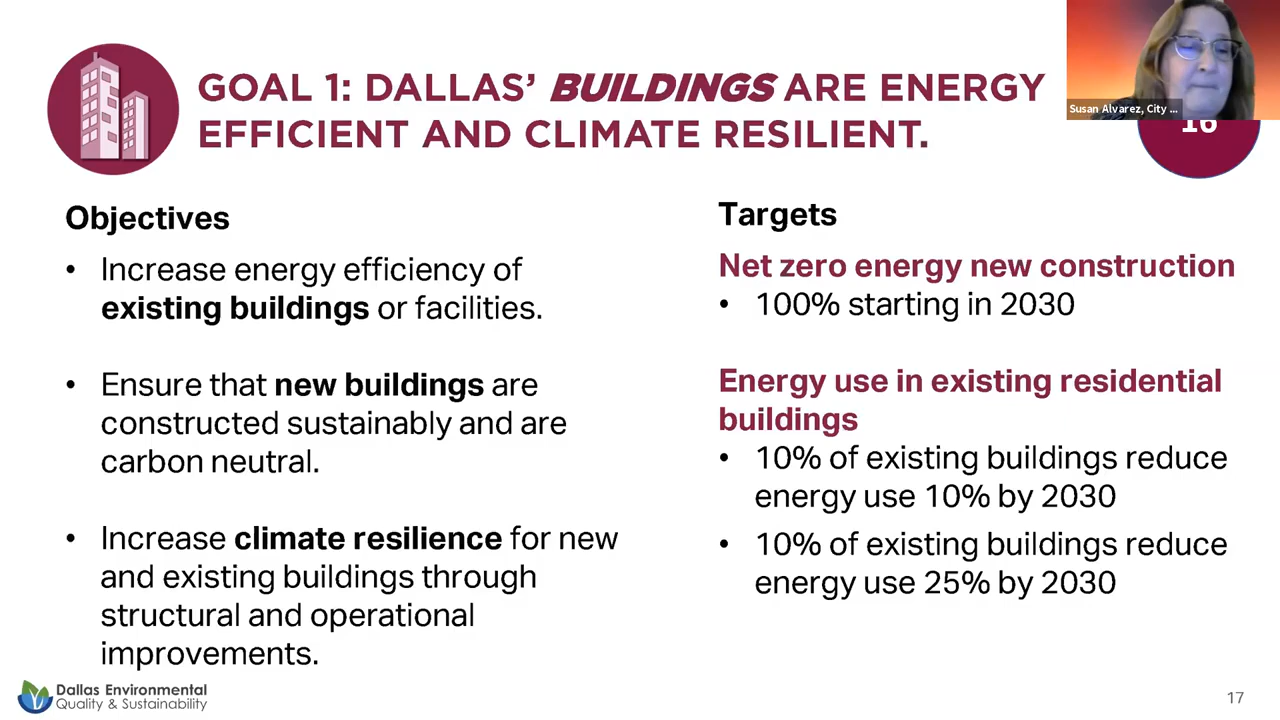 GOAL 1: DALLAS’ BUILDINGS ARE ENERGY
EFFICIENT AND CLIMATE RESILIENT.
Susan Alvarez, City ...
16
Objectives
• Increase energy efficiency of
existing buildings or facilities.
• Ensure that new buildings are
constructed sustainably and are
carbon neutral.
• Increase climate resilience for new
and existing buildings through
structural and operational
improvements.
Targets
Net zero energy new construction
• 100% starting in 2030
Energy use in existing residential
buildings
• 10% of existing buildings reduce
energy use 10% by 2030
• 10% of existing buildings reduce
energy use 25% by 2030
Dallas Environmental
Quality & Sustainability
17